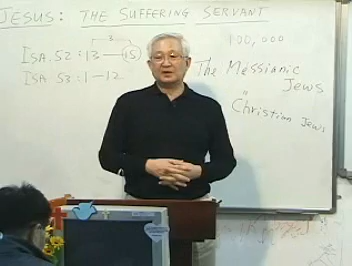 JESUS: THE SUFFERING SERVANT
3
ISA. 52:13 — 15
ISA 53:1 — 12
100,000
The Messianic
Jews
"
Christian Jews